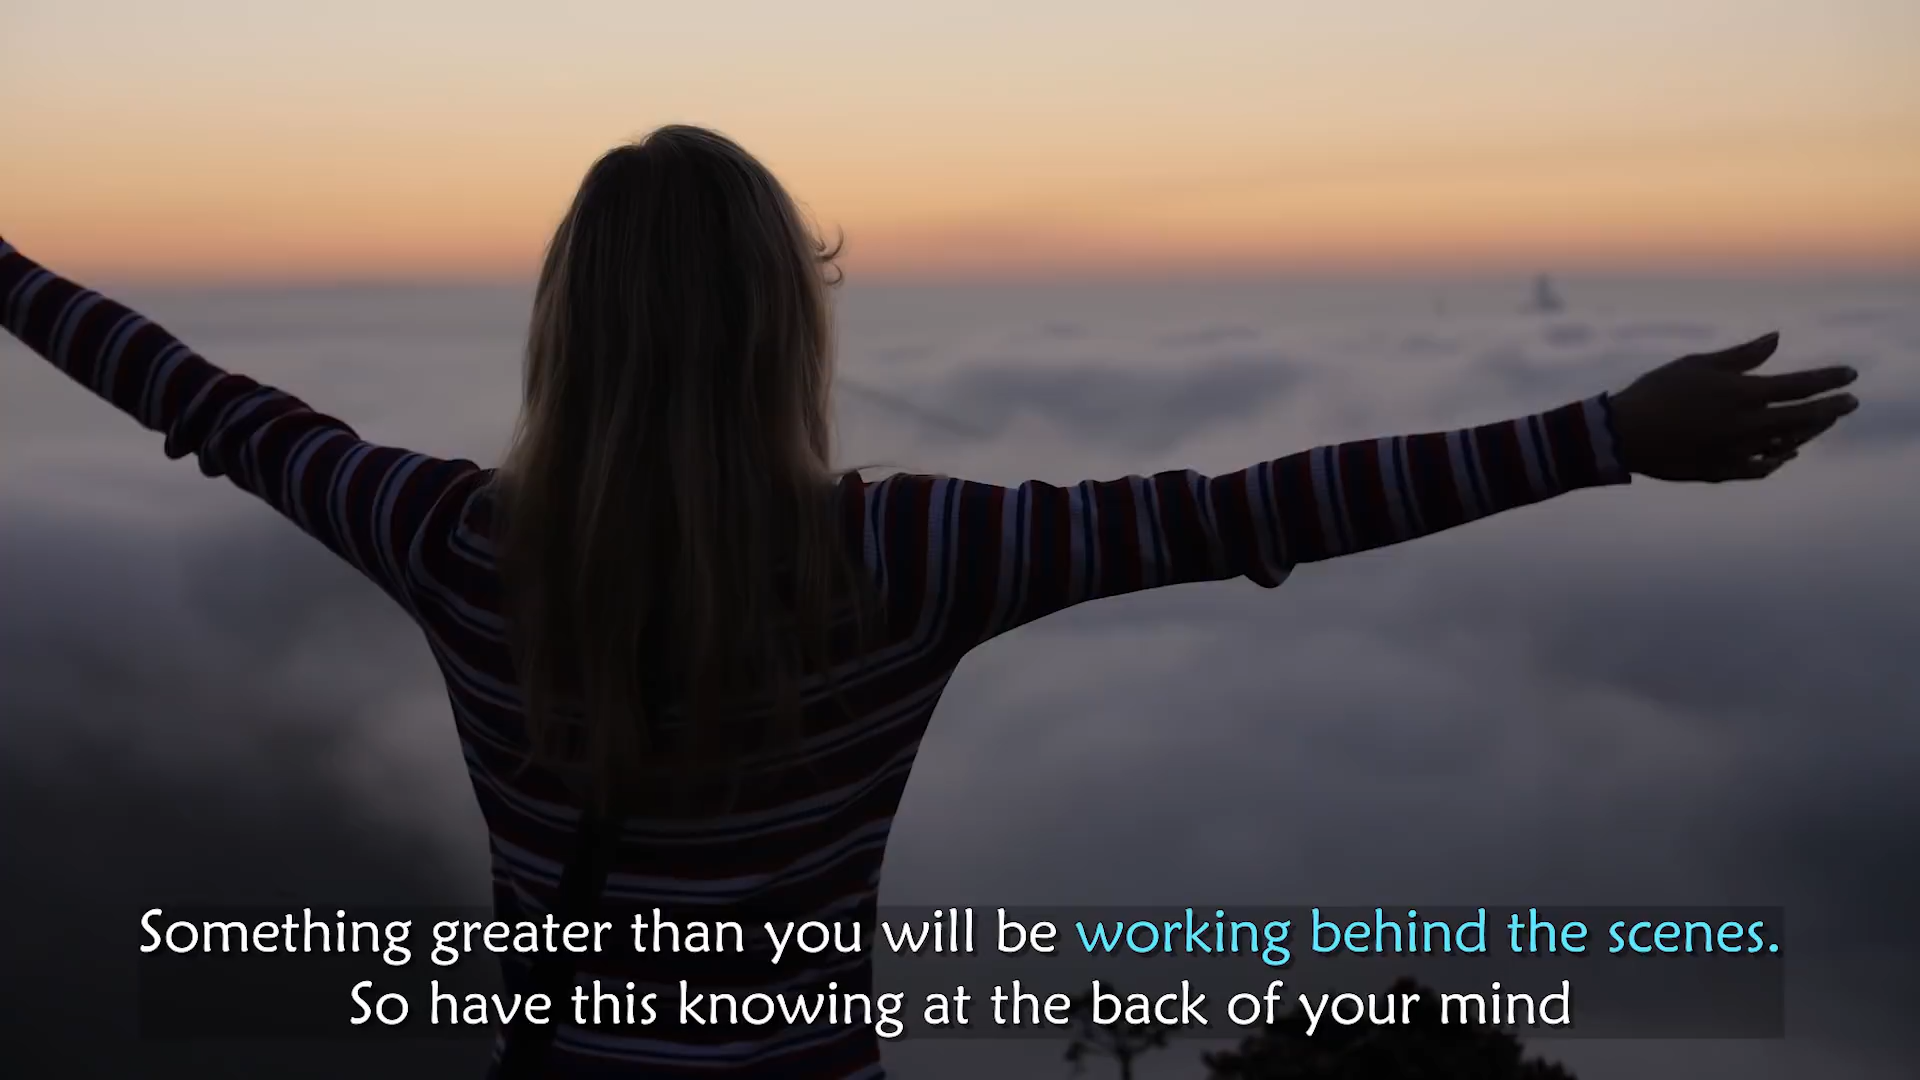 Something greater than you will be working behind the scenes.
So have this knowing at the back of your mind